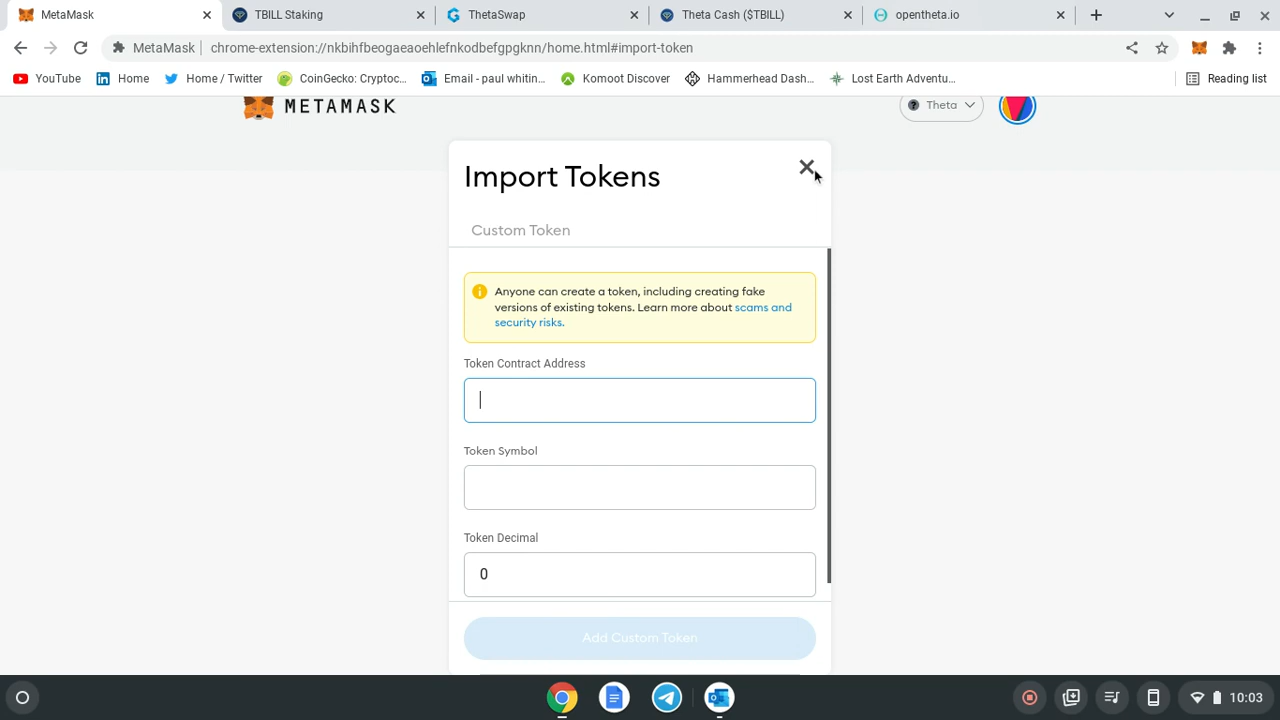 MetaMask
TBILL Staking
ThetaSwap
Theta Cash ($TBILL)
opentheta.io
MetaMask
chrome-extension://nkbihfbeogaeaoehlefnkodbefgpgknn/home.html#import-token
YouTube
Home
Home / Twitter
CoinGecko: Cryptoc...
Email - paul whitin...
Komoot Discover
Hammerhead Dash...
Lost Earth Adventu...
Reading list
METAMASK
Theta
Import Tokens
Custom Token
Anyone can create a token, including creating fake
versions of existing tokens. Learn more about scams and
security risks.
Token Contract Address
Token Symbol
Token Decimal
0
Add Custom Token
10:03